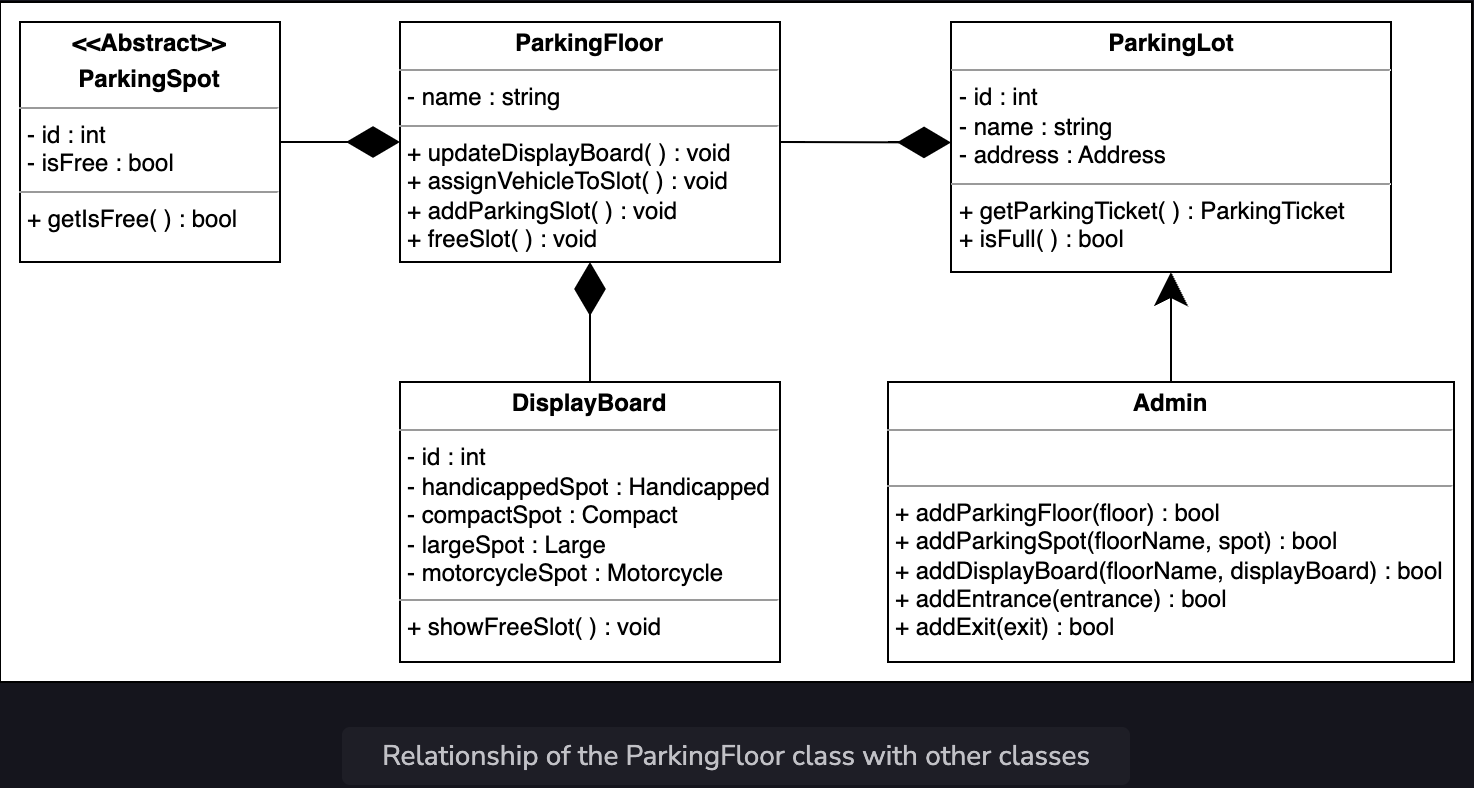 <<Abstract>>
ParkingSpot
- id : int
- isFree : bool
+ getIsFree( ) : bool
ParkingFloor
- name : string
+ updateDisplayBoard( ) : void
+ assignVehicleToSlot( ) : void
+ addParkingSlot( ) : void
+ freeSlot( ) : void
ParkingLot
- id : int
- name : string
- address : Address
+ getParkingTicket( ) : ParkingTicket
+ isFull( ) : bool
DisplayBoard
- id : int
- handicappedSpot : Handicapped
- compactSpot : Compact
- largeSpot : Large
- motorcycleSpot : Motorcycle
+ showFreeSlot( ) : void
Admin
+ addParkingFloor(floor) : bool
+ addParkingSpot(floorName, spot) : bool
+ addDisplayBoard(floorName, displayBoard) : bool
+ addEntrance(entrance) : bool
+ addExit(exit) : bool
Relationship of the ParkingFloor class with other classes